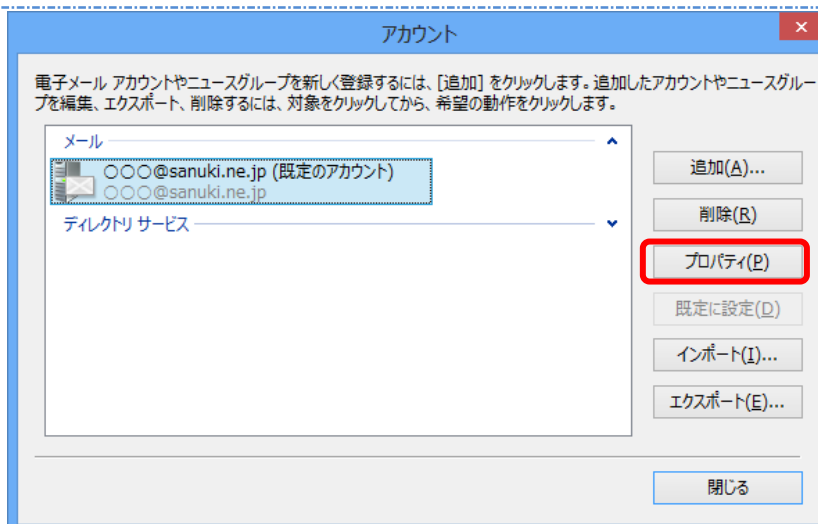 アカウント
電子メール アカウントやニュースグループを新しく登録するには、[追加] をクリックします。追加したアカウントやニュースグルー
プを編集、エクスポート、削除するには、対象をクリックしてから、希望の動作をクリックします。
メール
○○○@sanuki.ne.jp (既定のアカウント)
○○○@sanuki.ne.jp
ディレクトリ サービス
追加(A)...
削除(R)
プロパティ(P)
既定に設定(D)
インポート(I)...
エクスポート(E)...
閉じる